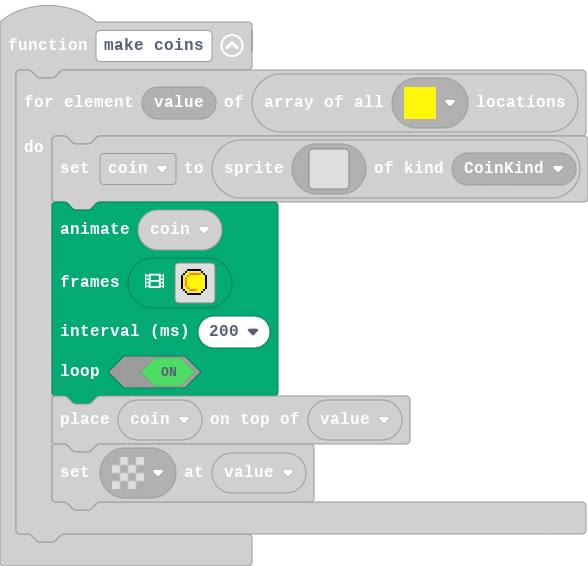 function make coins
for element value of array of all locations
do
set coin to sprite of kind CoinKind
animate coin
frames
interval (ms) 200
loop ON
place coin on top of value
set at value